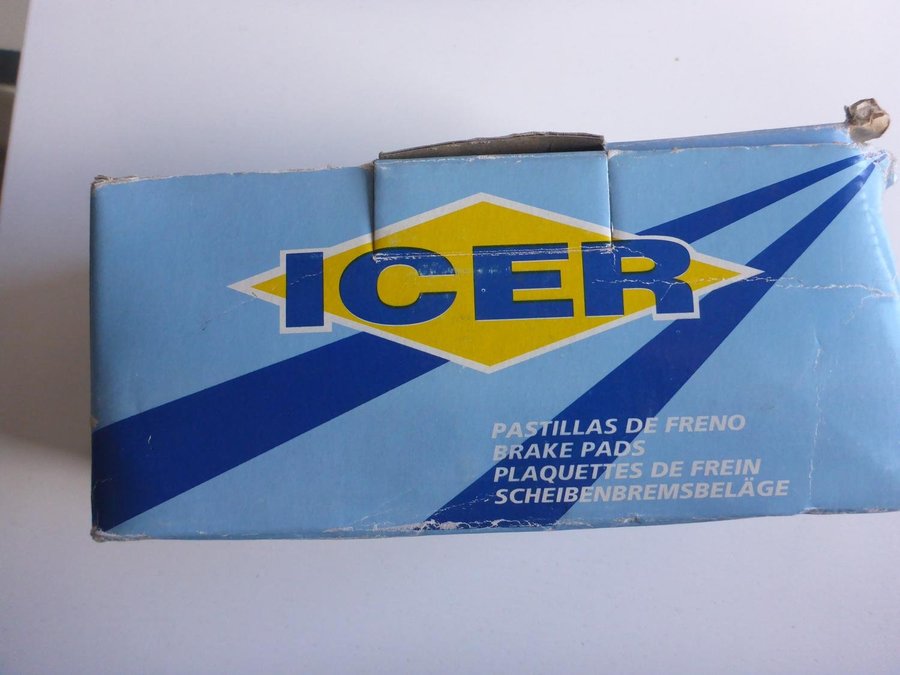 ICER
PASTILLAS DE FRENO
BRAKE PADS
PLAQUETTES DE FREIN
SCHEIBENBREMSBELÄGE